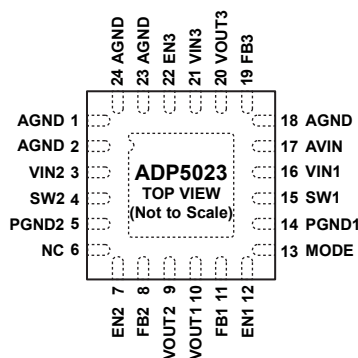 24 AGND
23 AGND
22 EN3
21 VIN3
20 VOUT3
19 FB3
AGND 1
AGND 2
VIN2 3
SW2 4
PGND2 5
NC 6
ADP5023
TOP VIEW
(Not to Scale)
18 AGND
17 AVIN
16 VIN1
15 SW1
14 PGND1
13 MODE
EN2 7
FB2 8
VOUT2 9
VOUT1 10
FB1 11
EN1 12